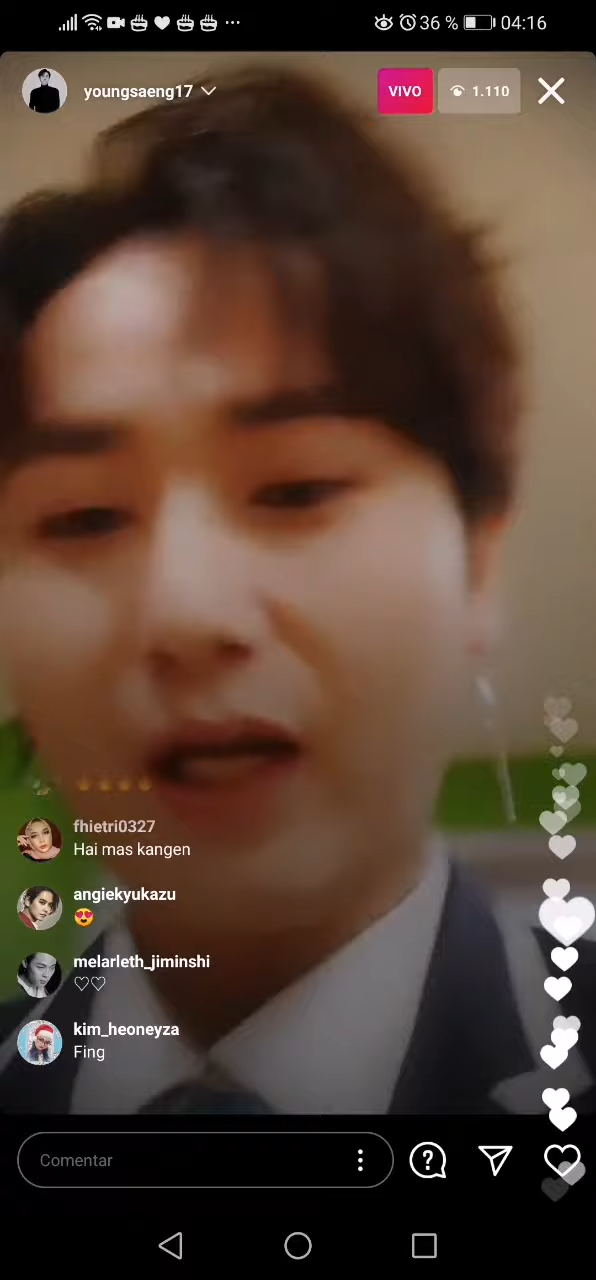 36 % 04:16
youngsaeng17 VIVO 1.110
fhietri0327
Hai mas kangen
angiekyukazu
😍
melarleth_jiminshi
♡♡
kim_heoneyza
Fing
Comentar